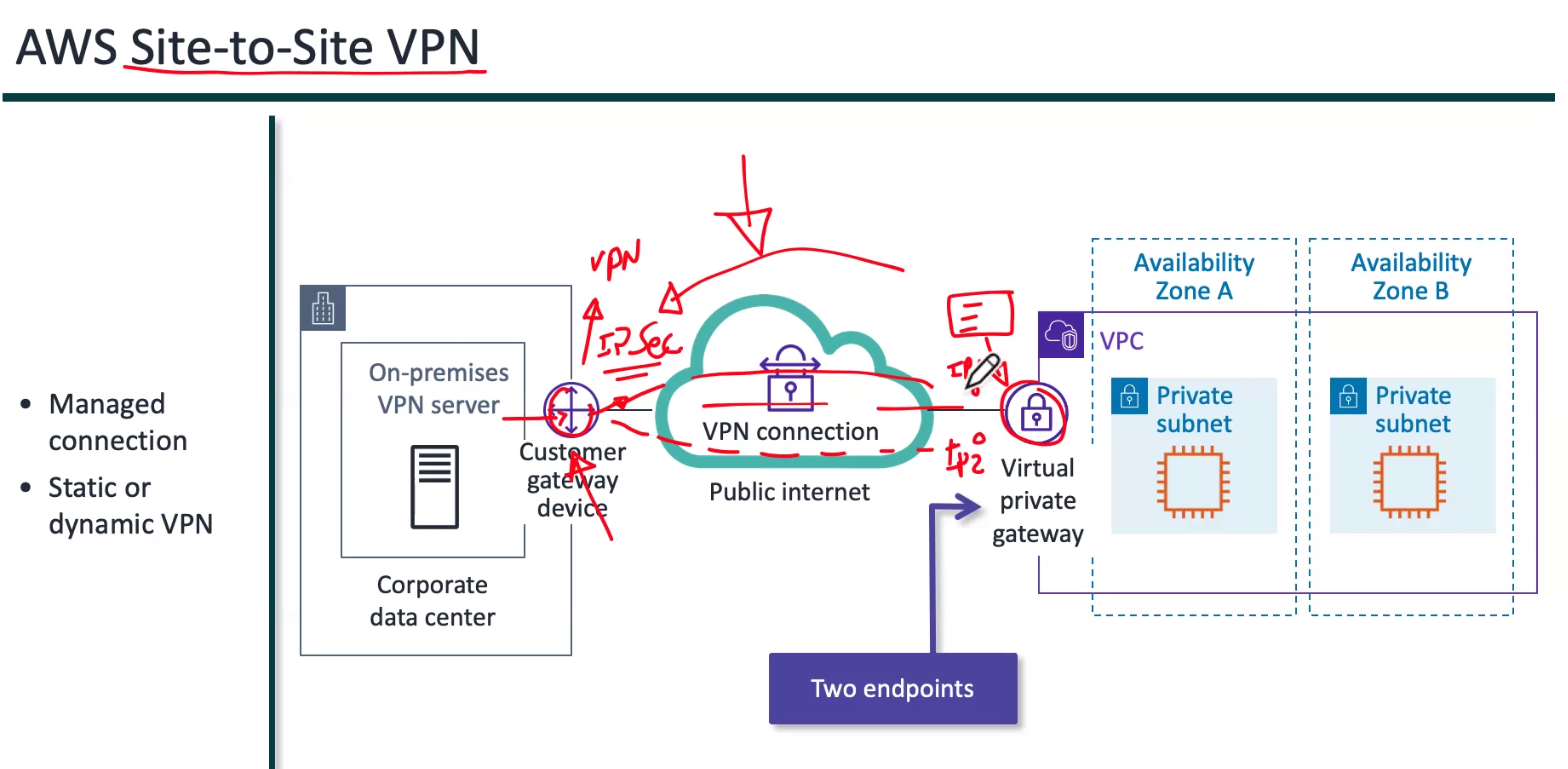 AWS Site-to-Site VPN
• Managed
connection
• Static or
dynamic VPN
On-premises
VPN server
Corporate
data center
VPN
IPSec
Customer
gateway
device
VPN connection
Public internet
IP
IP2
Virtual
private
gateway
Two endpoints
VPC
Availability
Zone A
Private
subnet
Availability
Zone B
Private
subnet